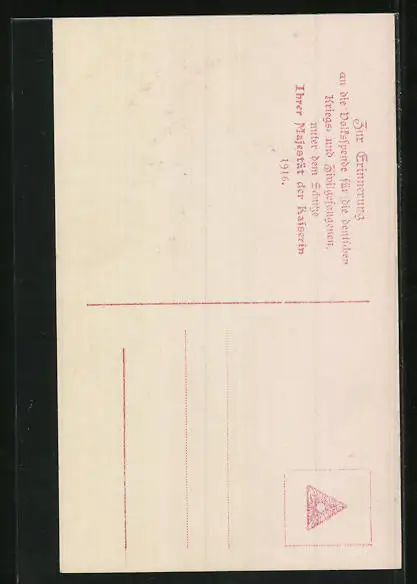 Zur Erinnerung
an die Volksspende für die deutschen
Kriegs- und Zivilgefangenen,
unter dem Schutze
Ihrer Majestät der Kaiserin
1916.